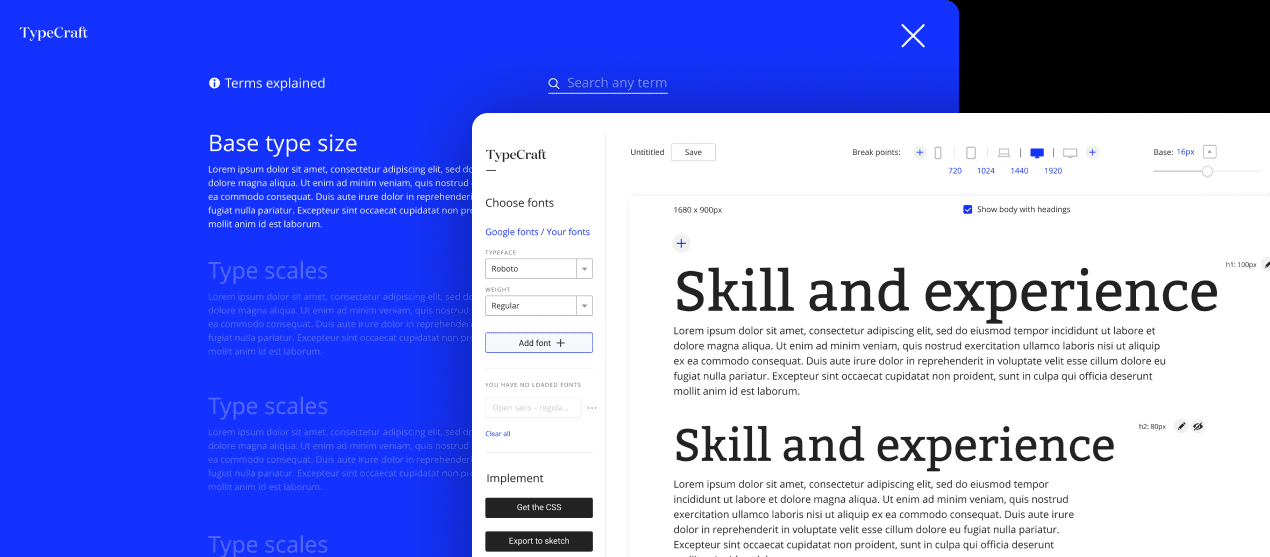 TypeCraft
Terms explained
Search any term
Base type size
Lorem ipsum dolor sit amet, consectetur adipiscing elit, sed do
dolore magna aliqua. Ut enim ad minim veniam, quis nostrud
ea commodo consequat. Duis aute irure dolor in reprehenderi
fugiat nulla pariatur. Excepteur sint occaecat cupidatat non pr
mollit anim id est laborum.
Type scales
Lorem ipsum dolor sit amet, consectetur adipiscing elit, sed do
dolore magna aliqua. Ut enim ad minim veniam, quis nostrud
ea commodo consequat. Duis aute irure dolor in reprehenderi
fugiat nulla pariatur. Excepteur sint occaecat cupidatat non pr
mollit anim id est laborum.
Type scales
Lorem ipsum dolor sit amet, consectetur adipiscing elit, sed do
dolore magna aliqua. Ut enim ad minim veniam, quis nostrud
ea commodo consequat. Duis aute irure dolor in reprehenderi
fugiat nulla pariatur. Excepteur sint occaecat cupidatat non pr
mollit anim id est laborum.
Type scales
TypeCraft
Choose fonts
Google fonts / Your fonts
TYPEFACE
Roboto
WEIGHT
Regular
Add font +
YOU HAVE NO LOADED FONTS
Open sans – regula...
Clear all
Implement
Get the CSS
Export to sketch
Untitled Save
Break points:
720 1024 1440 1920
Base: 16px
1680 x 900px
Show body with headings
h1: 100px
Skill and experience
Lorem ipsum dolor sit amet, consectetur adipiscing elit, sed do eiusmod tempor incididunt ut labore et
dolore magna aliqua. Ut enim ad minim veniam, quis nostrud exercitation ullamco laboris nisi ut aliquip
ex ea commodo consequat. Duis aute irure dolor in reprehenderit in voluptate velit esse cillum dolore eu
fugiat nulla pariatur. Excepteur sint occaecat cupidatat non proident, sunt in culpa qui officia deserunt
mollit anim id est laborum.
h2: 80px
Skill and experience
Lorem ipsum dolor sit amet, consectetur adipiscing elit, sed do eiusmod tempor
incididunt ut labore et dolore magna aliqua. Ut enim ad minim veniam, quis nostrud
exercitation ullamco laboris nisi ut aliquip ex ea commodo consequat. Duis aute irure
dolor in reprehenderit in voluptate velit esse cillum dolore eu fugiat nulla pariatur.
Excepteur sint occaecat cupidatat non proident, sunt in culpa qui officia deserunt